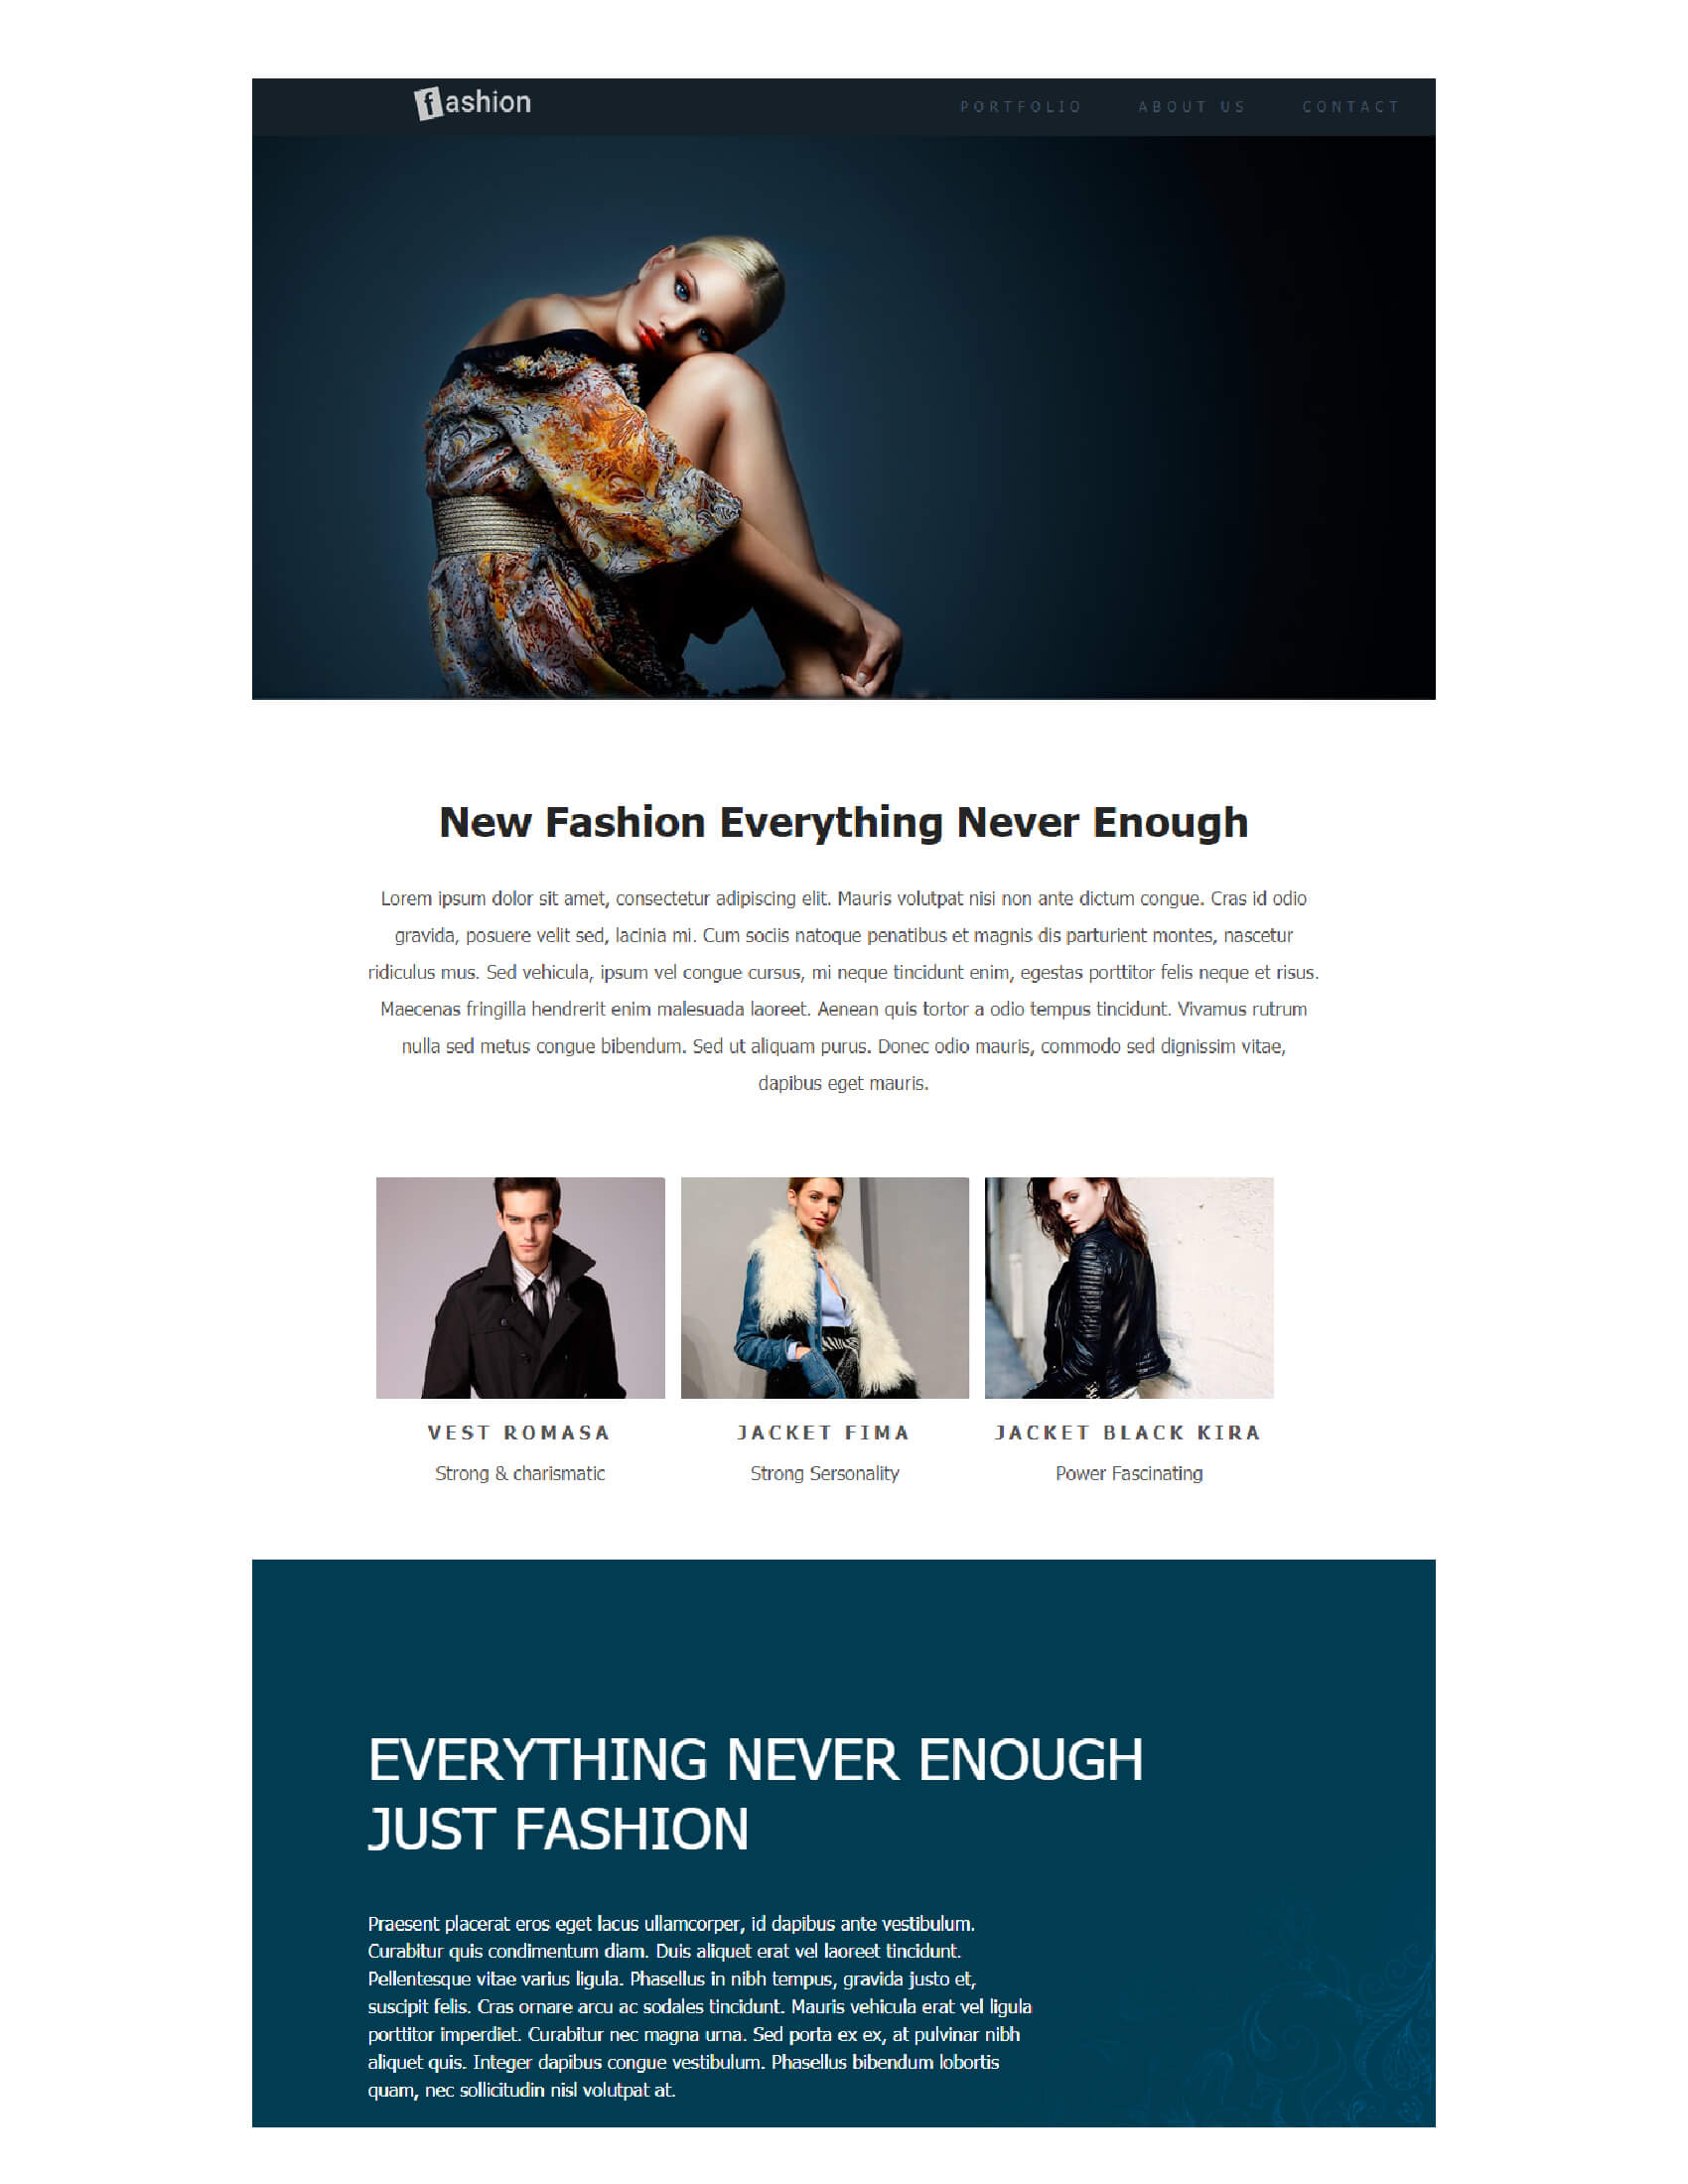 fashion
PORTFOLIO ABOUT US CONTACT
New Fashion Everything Never Enough
Lorem ipsum dolor sit amet, consectetur adipiscing elit. Mauris volutpat nisi non ante dictum congue. Cras id odio
gravida, posuere velit sed, lacinia mi. Cum sociis natoque penatibus et magnis dis parturient montes, nascetur
ridiculus mus. Sed vehicula, ipsum vel congue cursus, mi neque tincidunt enim, egestas porttitor felis neque et risus.
Maecenas fringilla hendrerit enim malesuada laoreet. Aenean quis tortor a odio tempus tincidunt. Vivamus rutrum
nulla sed metus congue bibendum. Sed ut aliquam purus. Donec odio mauris, commodo sed dignissim vitae,
dapibus eget mauris.
VEST ROMASA
Strong & charismatic
JACKET FIMA
Strong Sersonality
JACKET BLACK KIRA
Power Fascinating
EVERYTHING NEVER ENOUGH
JUST FASHION
Praesent placerat eros eget lacus ullamcorper, id dapibus ante vestibulum.
Curabitur quis condimentum diam. Duis aliquet erat vel laoreet tincidunt.
Pellentesque vitae varius ligula. Phasellus in nibh tempus, gravida justo et,
suscipit felis. Cras ornare arcu ac sodales tincidunt. Mauris vehicula erat vel ligula
porttitor imperdiet. Curabitur nec magna urna. Sed porta ex ex, at pulvinar nibh
aliquet quis. Integer dapibus congue vestibulum. Phasellus bibendum lobortis
quam, nec sollicitudin nisl volutpat at.